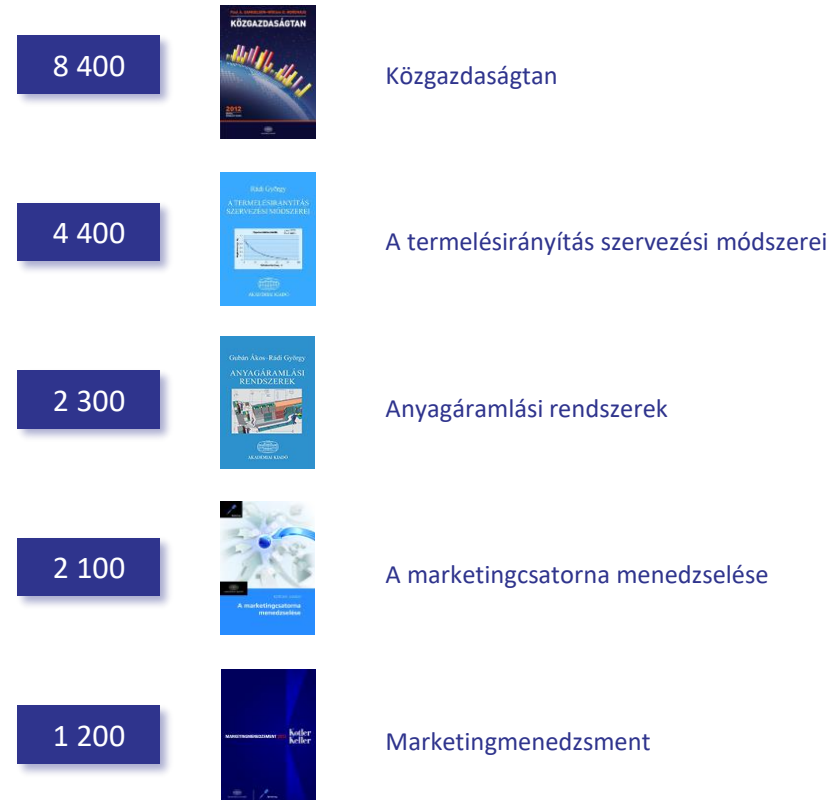 8 400
KÖZGAZDASÁGTAN
2012
Közgazdaságtan
4 400
Rádi György
A TERMELÉSIRÁNYÍTÁS
SZERVEZÉSI MÓDSZEREI
AKADÉMIAI KIADÓ
A termelésirányítás szervezési módszerei
2 300
Gubán Ákos–Rádi György
ANYAGÁRAMLÁSI
RENDSZEREK
AKADÉMIAI KIADÓ
Anyagáramlási rendszerek
2 100
A marketingcsatorna
menedzselése
A marketingcsatorna menedzselése
1 200
MARKETINGMENEDZSMENT
Kotler
Keller
Marketingmenedzsment